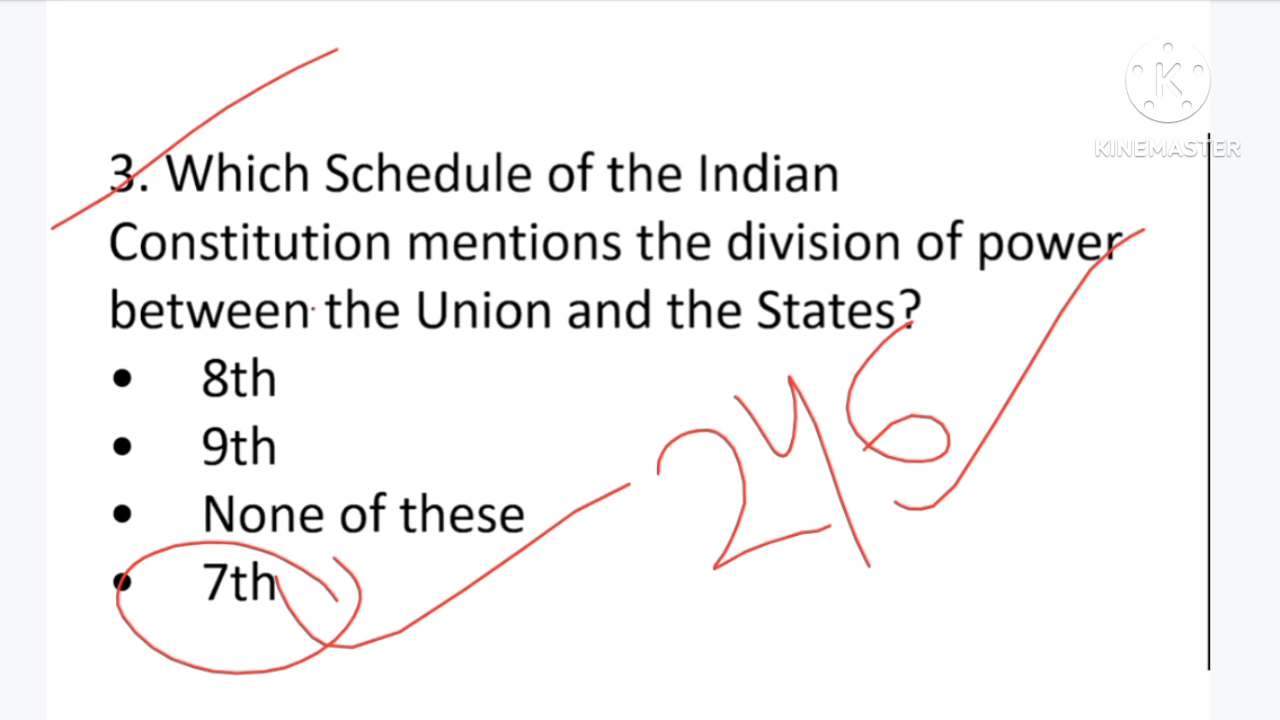 KINEMASTER
3. Which Schedule of the Indian
Constitution mentions the division of power
between the Union and the States?
• 8th
• 9th
• None of these
• 7th
246